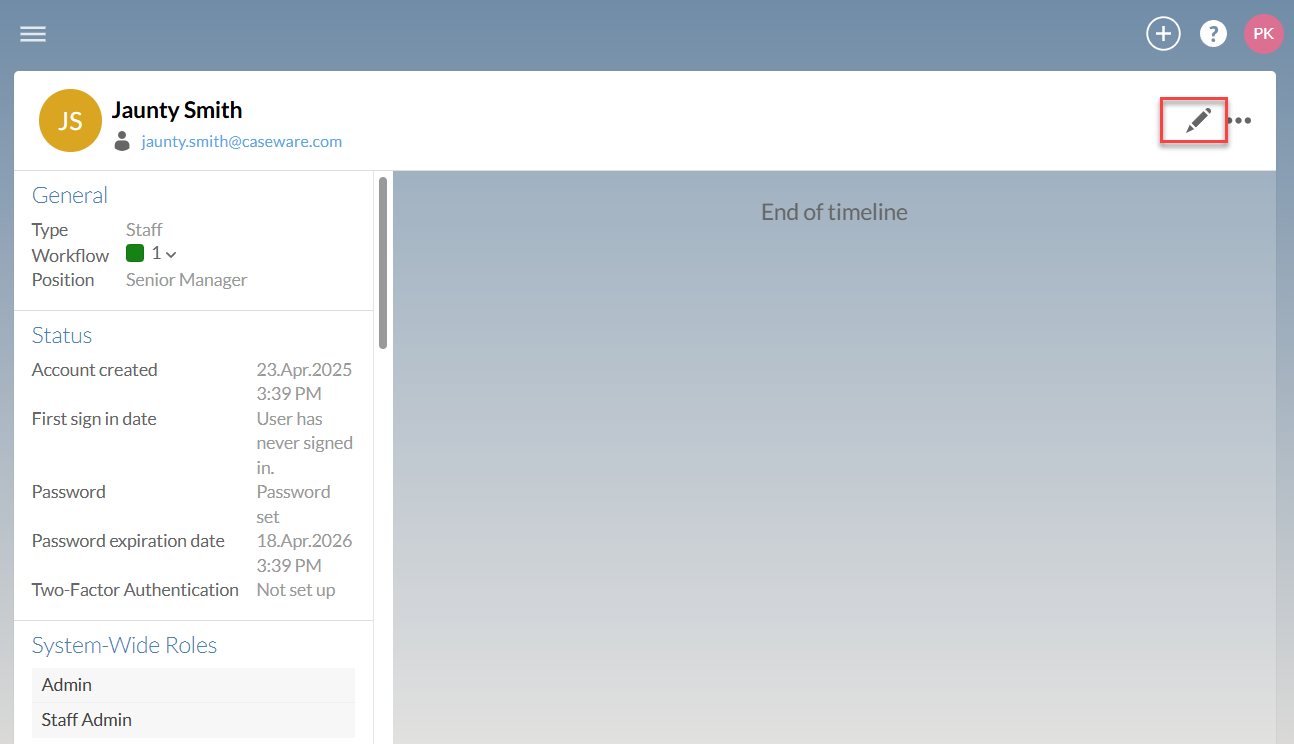 ?
PK
JS
Jaunty Smith
jaunty.smith@caseware.com
General
Type Staff
Workflow 1
Position Senior Manager
Status
Account created 23.Apr.2025
3:39 PM
First sign in date User has
never signed
in.
Password Password
set
Password expiration date 18.Apr.2026
3:39 PM
Two-Factor Authentication Not set up
System-Wide Roles
Admin
Staff Admin
End of timeline